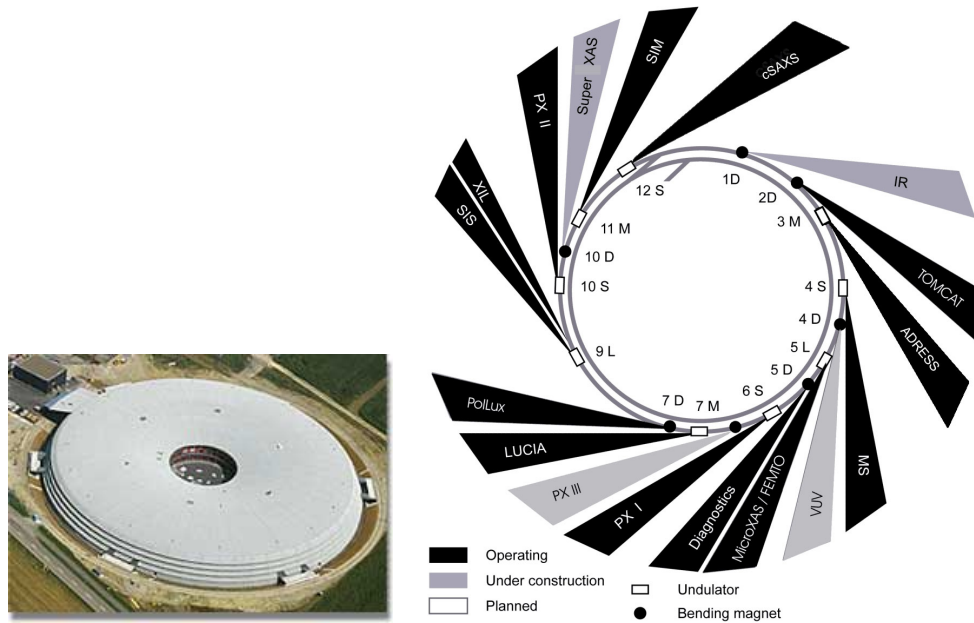 Super XAS
SIM
cSAXS
PX II
XIL
SIS
IR
TOMCAT
ADRESS
12 S
1D
2D
3 M
11 M
10 D
10 S
4 S
4 D
9 L
5 L
5 D
6 S
7 D
7 M
PolLux
LUCIA
PX III
PX I
Diagnostics
MicroXAS / FEMTO
VUV
MS
Operating
Under construction
Planned
Undulator
Bending magnet